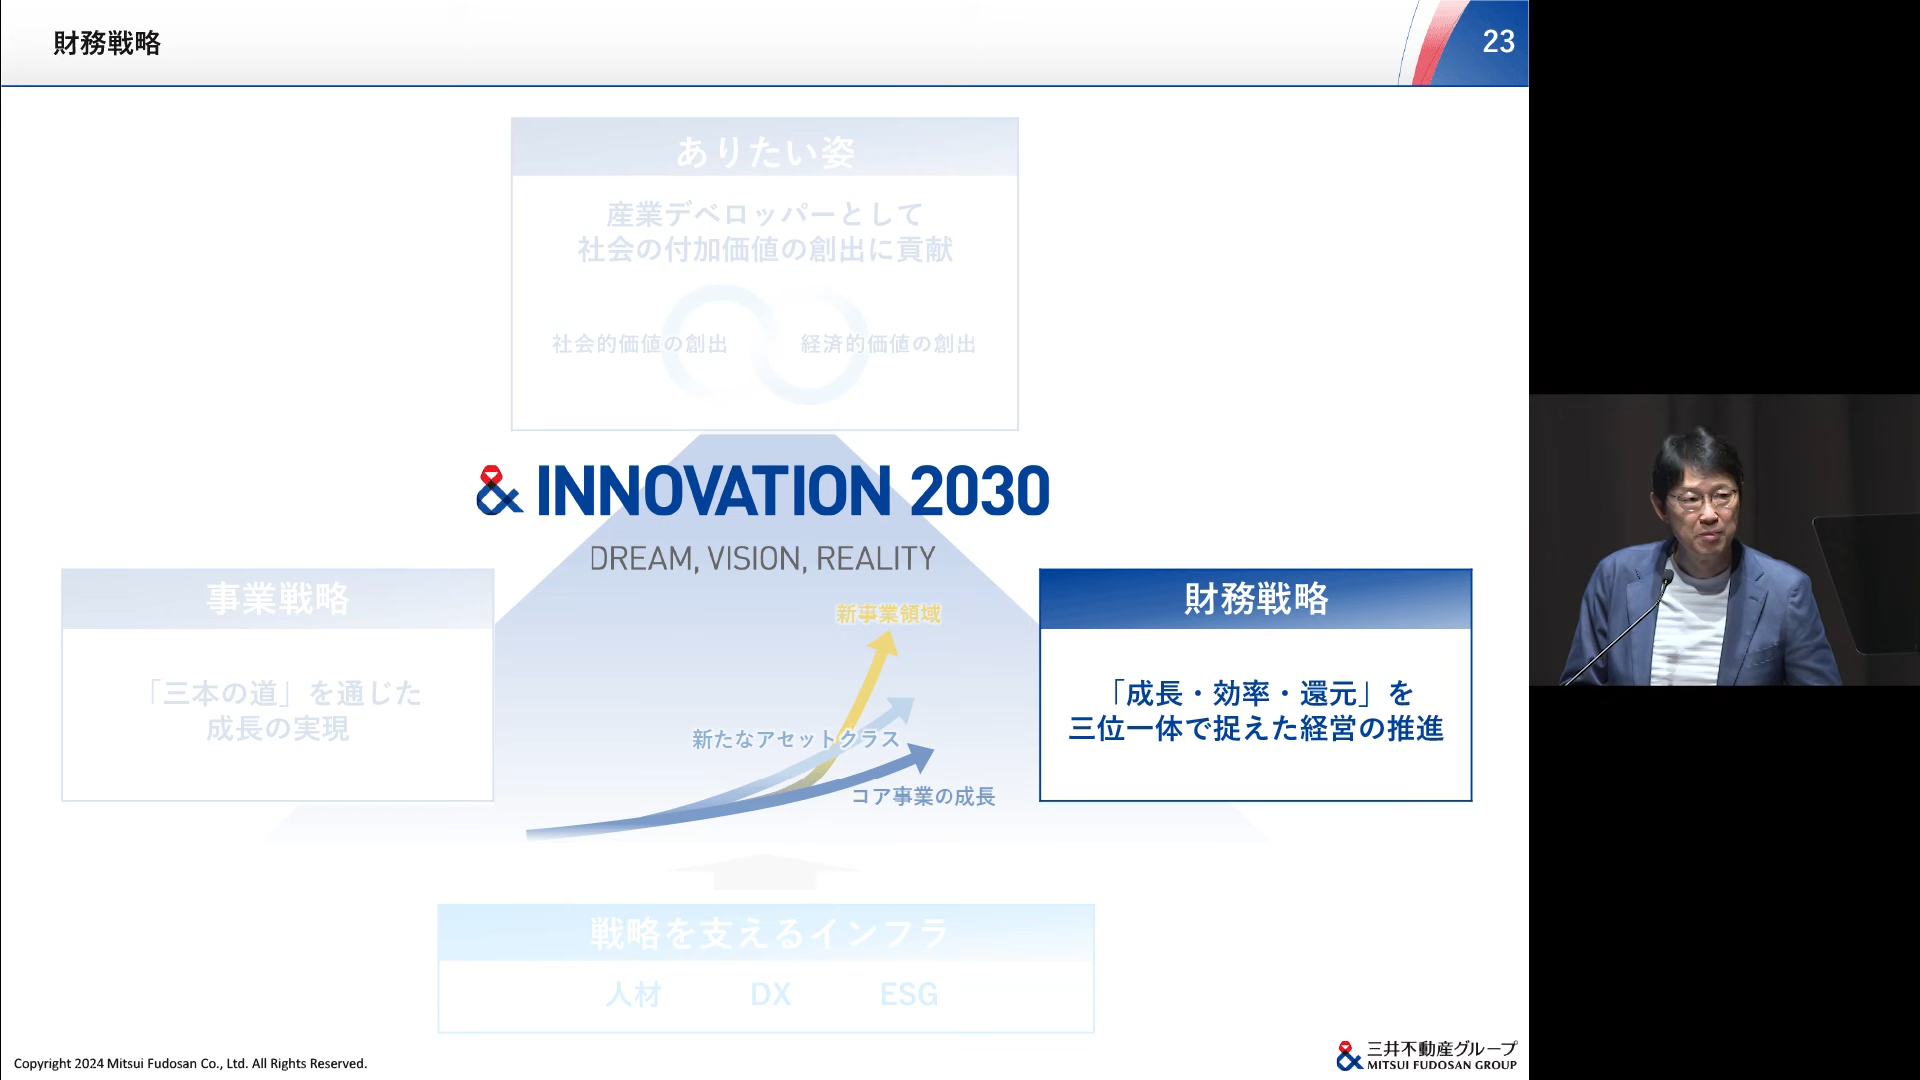 財務戦略
23
ありたい姿
産業デベロッパーとして
社会の付加価値の創出に貢献
社会的価値の創出
経済的価値の創出
& INNOVATION 2030
DREAM, VISION, REALITY
事業戦略
「三本の道」を通じた
成長の実現
新事業領域
新たなアセットクラス
コア事業の成長
財務戦略
「成長・効率・還元」を
三位一体で捉えた経営の推進
戦略を支えるインフラ
人材 DX ESG
Copyright 2024 Mitsui Fudosan Co., Ltd. All Rights Reserved.
三井不動産グループ
MITSUI FUDOSAN GROUP